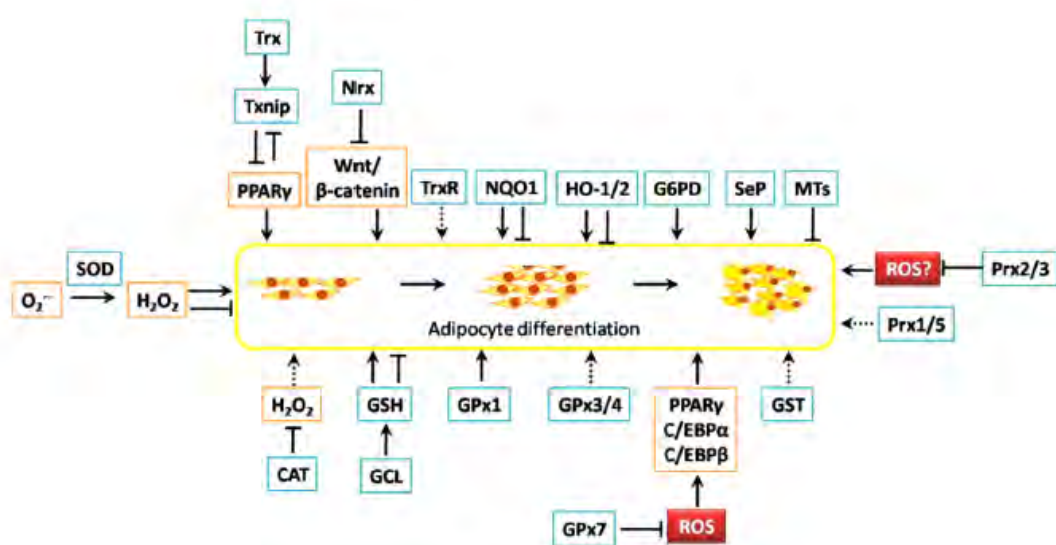 Trx
Txnip
Nrx
PPARγ
Wnt/
β-catenin
TrxR
NQO1
HO-1/2
G6PD
SeP
MTs
SOD
O₂·⁻
H₂O₂
ROS?
Prx2/3
Prx1/5
Adipocyte differentiation
H₂O₂
GSH
GPx1
GPx3/4
PPARγ
C/EBPα
C/EBPβ
GST
CAT
GCL
GPx7
ROS